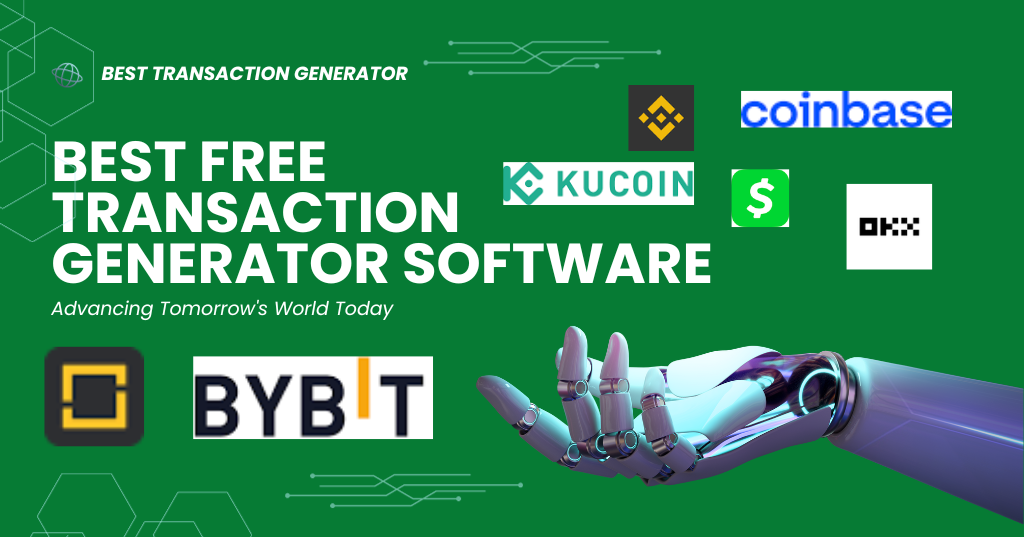 BEST TRANSACTION GENERATOR
coinbase
BEST FREE
TRANSACTION
GENERATOR SOFTWARE
KUCOIN
$
OKX
Advancing Tomorrow's World Today
BYBIT